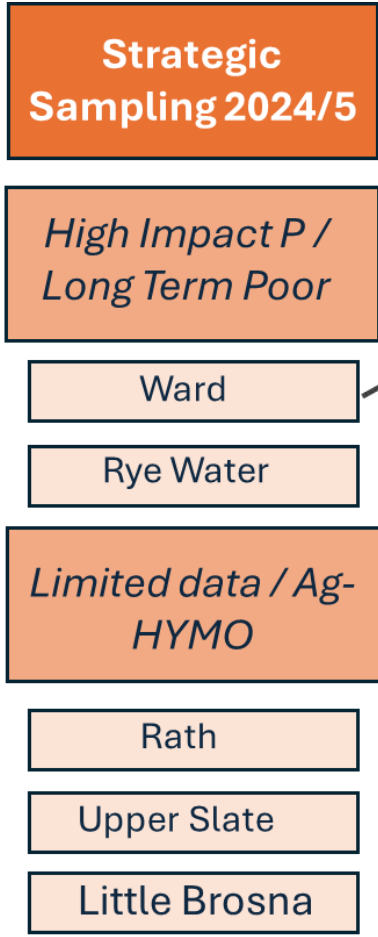 Strategic
Sampling 2024/5
High Impact P /
Long Term Poor
Ward
Rye Water
Limited data / Ag-
HYMO
Rath
Upper Slate
Little Brosna